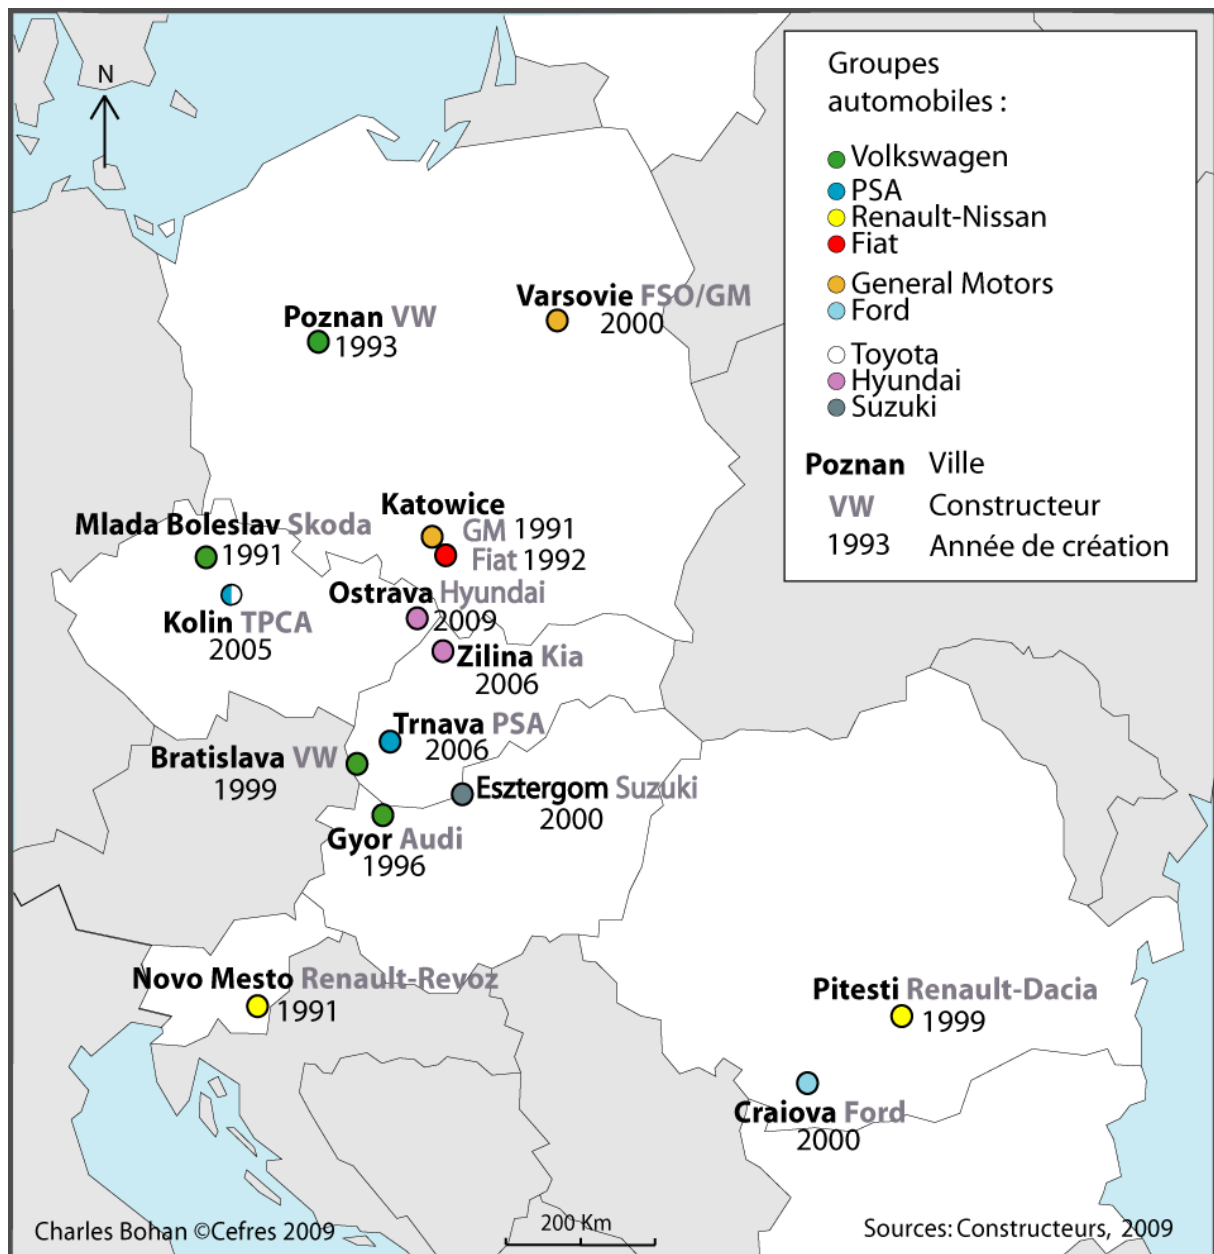 N
Groupes
automobiles :
Volkswagen
PSA
Renault-Nissan
Fiat
General Motors
Ford
Toyota
Hyundai
Suzuki
Poznan Ville
VW Constructeur
1993 Année de création
Varsovie FSO/GM
2000
Poznan VW
1993
Katowice
GM 1991
Fiat 1992
Mlada Boleslav Skoda
1991
Ostrava Hyundai
2009
Kolin TPCA
2005
Zilina Kia
2006
Trnava PSA
2006
Bratislava VW
1999
Esztergom Suzuki
2000
Gyor Audi
1996
Novo Mesto Renault-Revoz
1991
Pitesti Renault-Dacia
1999
Craiova Ford
2000
Charles Bohan ©Cefres 2009
200 Km
Sources: Constructeurs, 2009